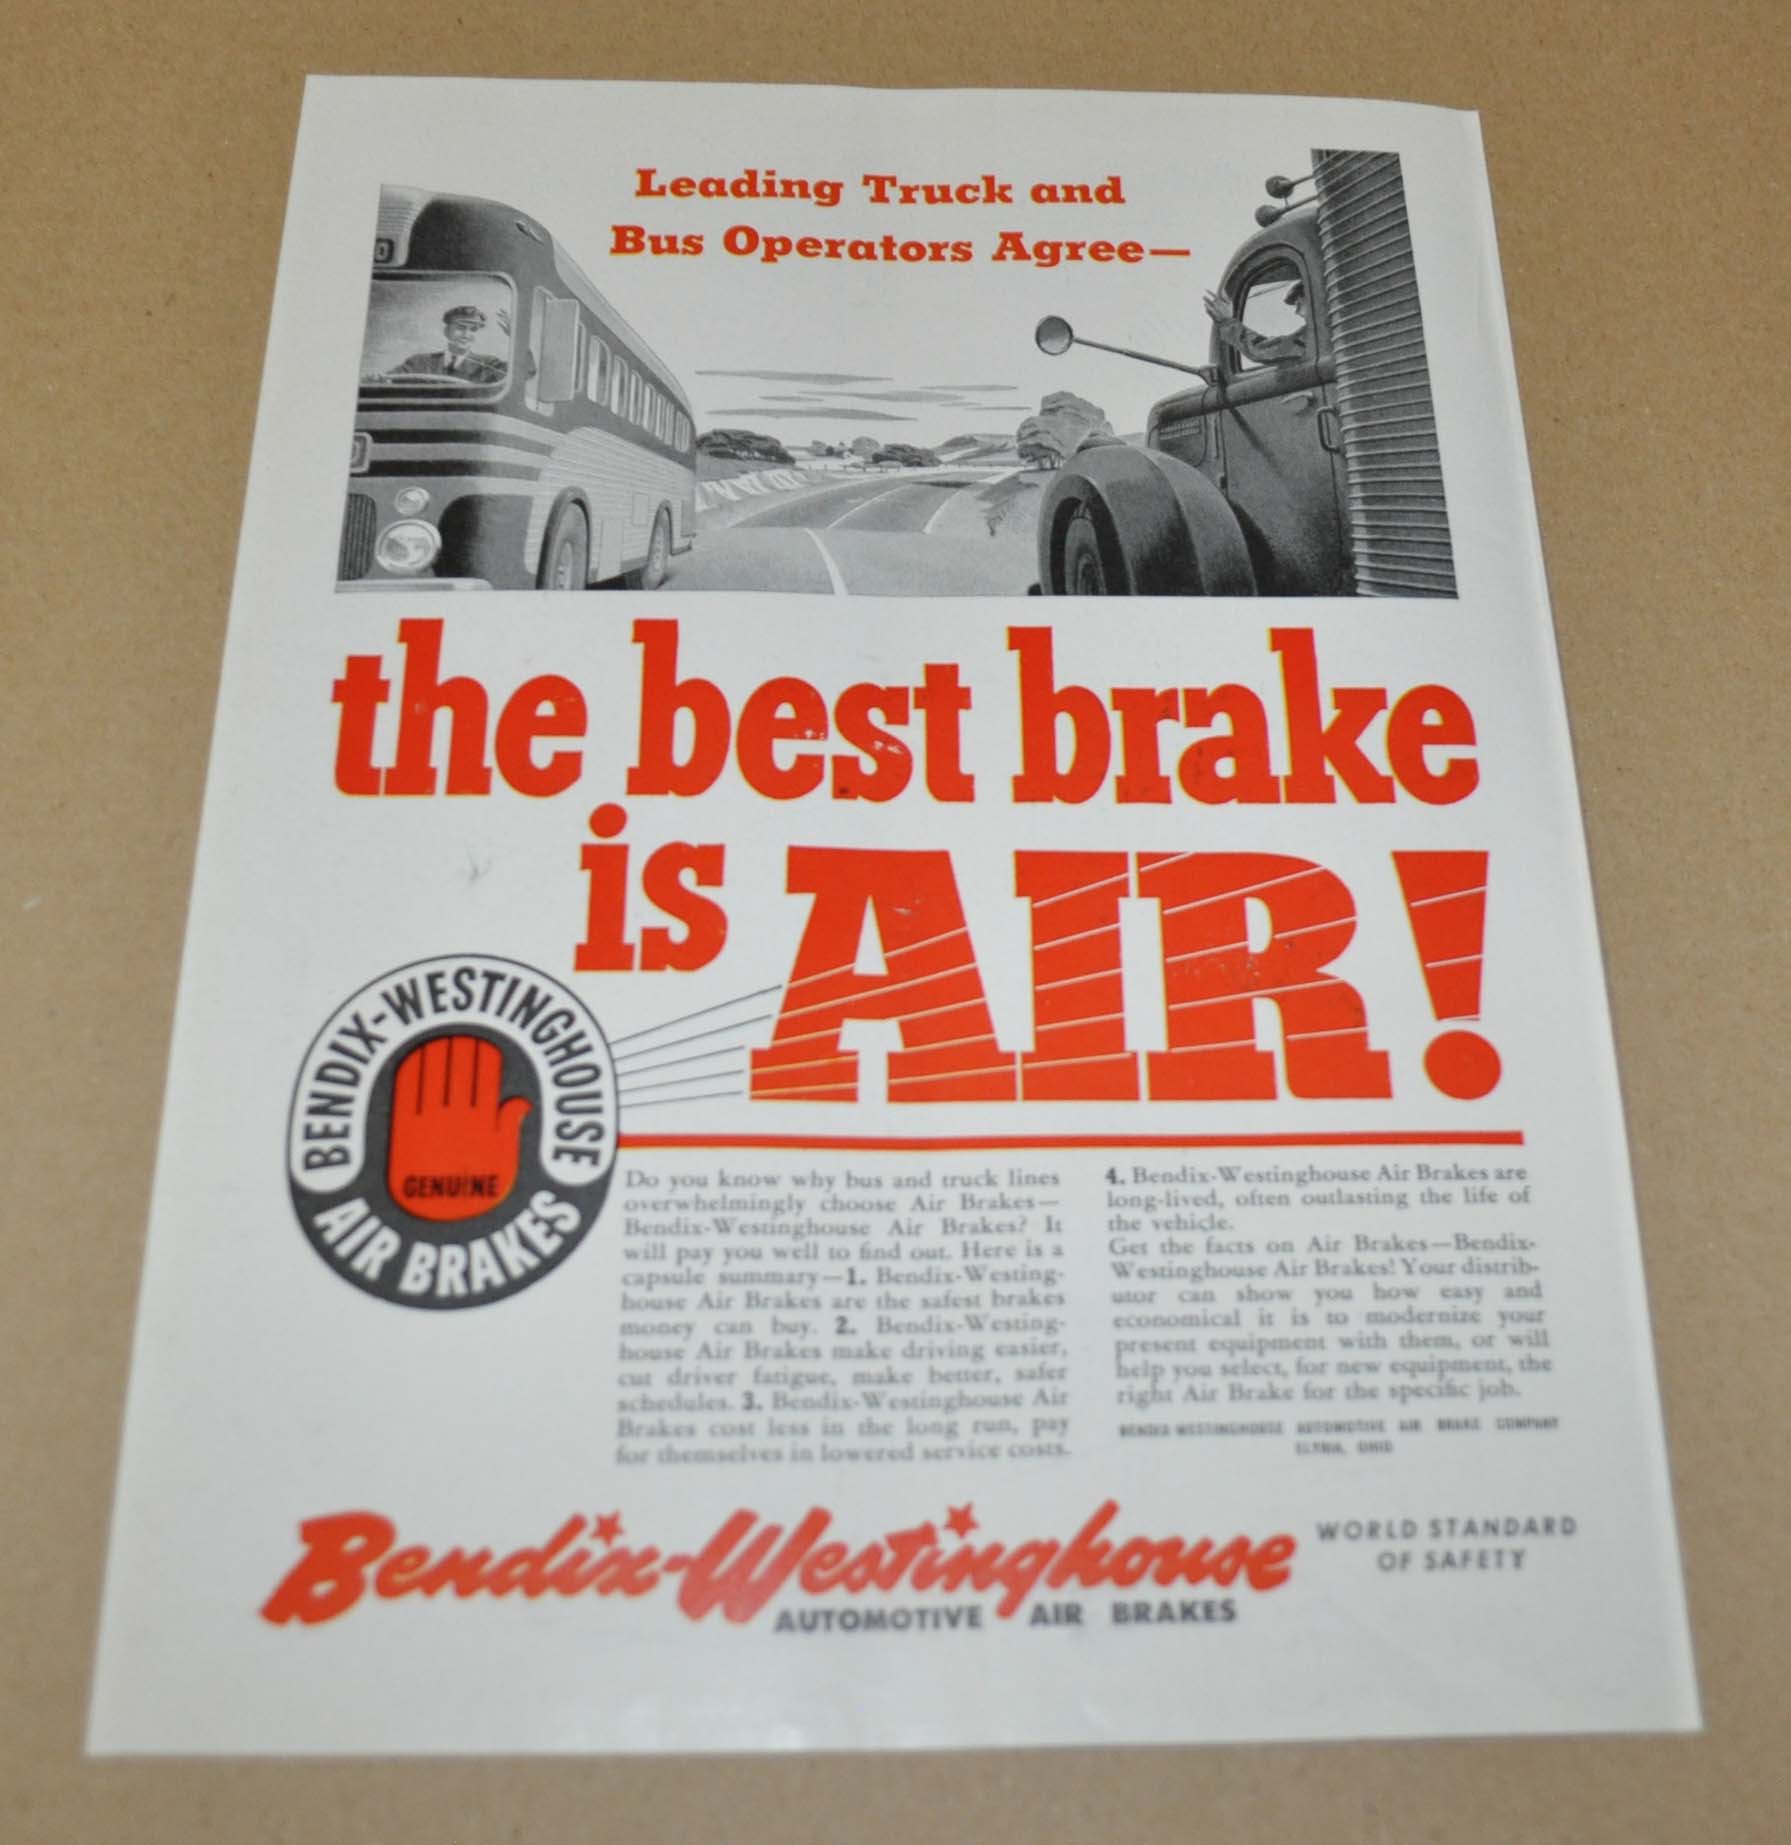 Leading Truck and
Bus Operators Agree—
the best brake
is AIR!
BENDIX-WESTINGHOUSE
GENUINE
AIR BRAKES
Do you know why bus and truck lines
overwhelmingly choose Air Brakes—
Bendix-Westinghouse Air Brakes? It
will pay you well to find out. Here is a
capsule summary—1. Bendix-Westing-
house Air Brakes are the safest brakes
money can buy. 2. Bendix-Westing-
house Air Brakes make driving easier,
cut driver fatigue, make better, safer
schedules. 3. Bendix-Westinghouse Air
Brakes cost less in the long run, pay
for themselves in lowered service costs.
4. Bendix-Westinghouse Air Brakes are
long-lived, often outlasting the life of
the vehicle.
Get the facts on Air Brakes—Bendix-
Westinghouse Air Brakes! Your distrib-
utor can show you how easy and
economical it is to modernize your
present equipment with them, or will
help you select, for new equipment, the
right Air Brake for the specific job.
BENDIX-WESTINGHOUSE AUTOMOTIVE AIR BRAKE COMPANY
ELYRIA, OHIO
Bendix-Westinghouse
AUTOMOTIVE AIR BRAKES
WORLD STANDARD
OF SAFETY